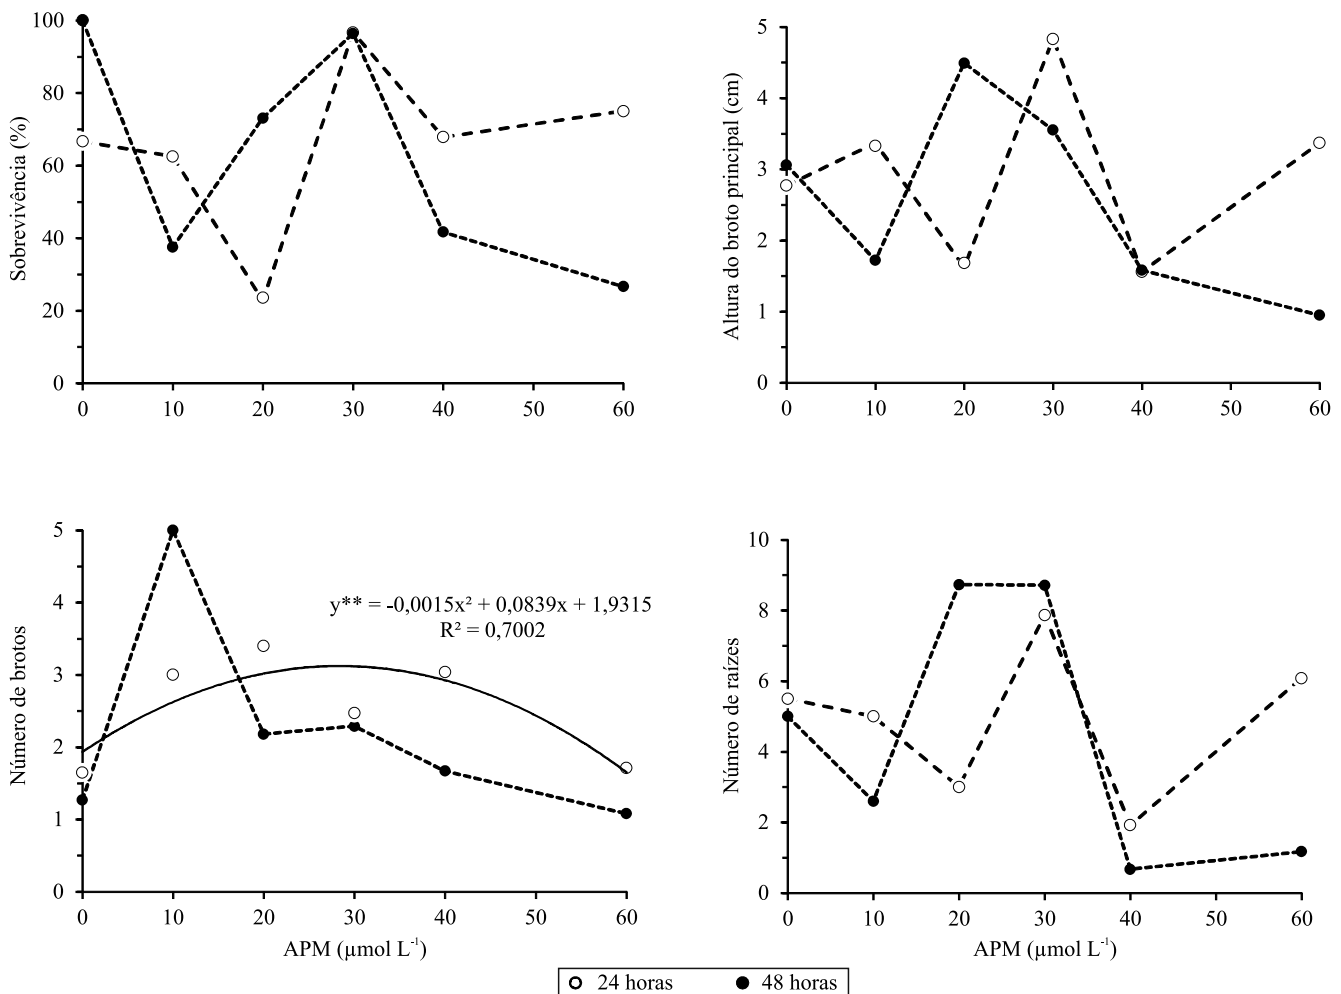 Sobrevivência (%)
100
80
60
40
20
0
0 10 20 30 40 50 60
Altura do broto principal (cm)
5
4
3
2
1
0
0 10 20 30 40 50 60
Número de brotos
5
4
3
2
1
0
y** = -0,0015x² + 0,0839x + 1,9315
R² = 0,7002
0 10 20 30 40 50 60
APM (µmol L⁻¹)
Número de raízes
10
8
6
4
2
0
0 10 20 30 40 50 60
APM (µmol L⁻¹)
24 horas 48 horas